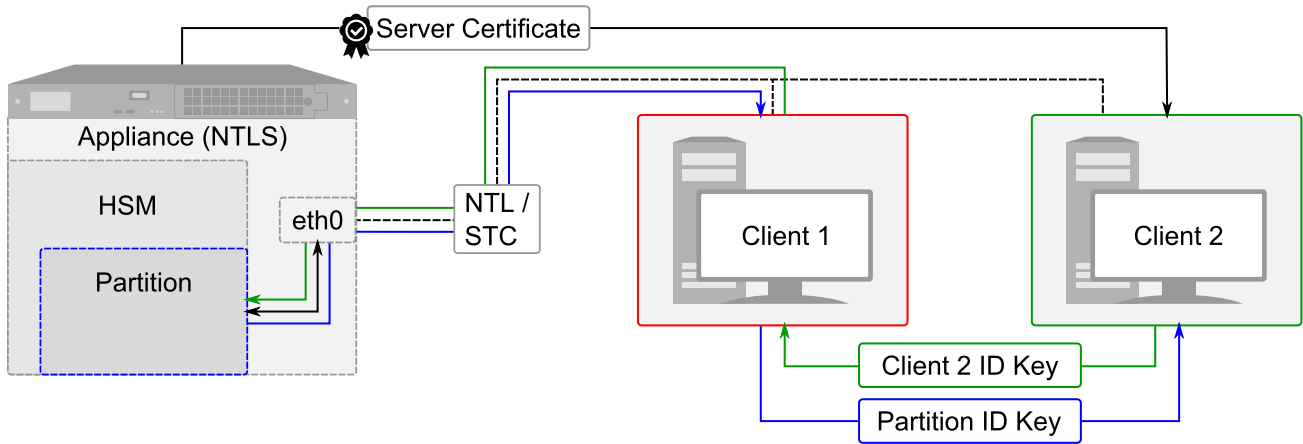 Server Certificate
Appliance (NTLS)
HSM
eth0
Partition
NTL /
STC
Client 1
Client 2
Client 2 ID Key
Partition ID Key